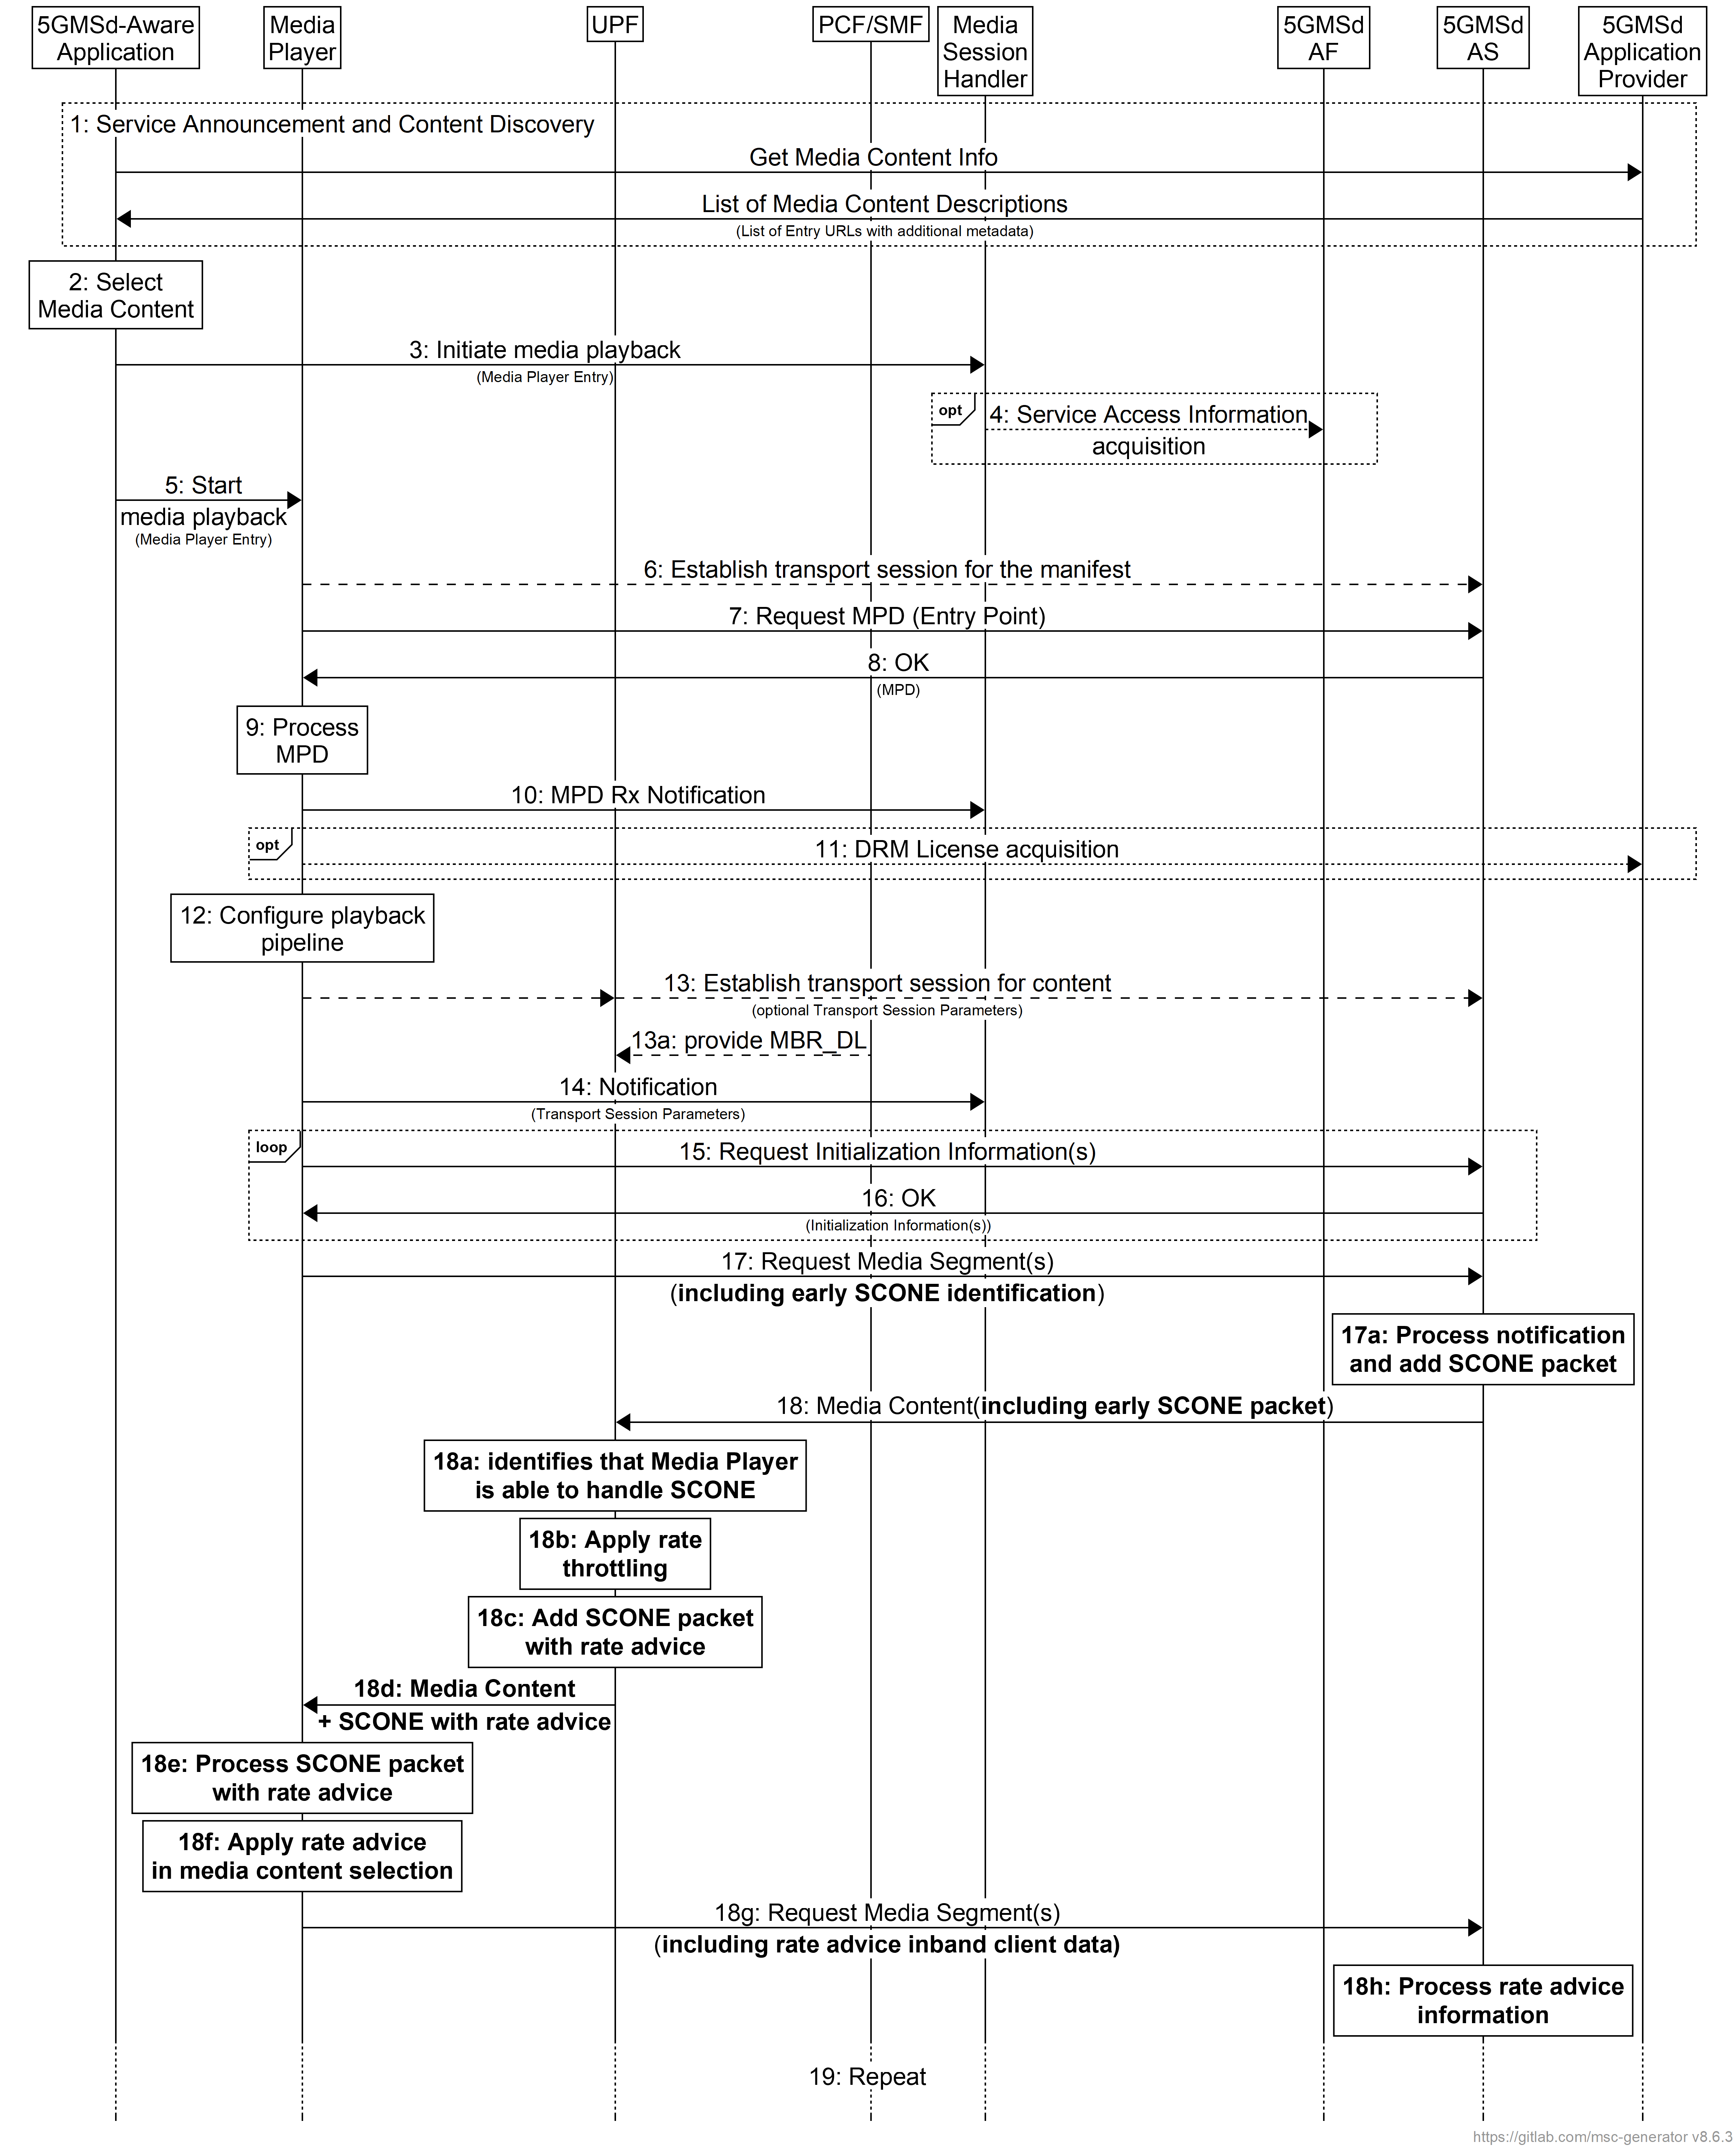 5GMSd-Aware
Application
Media
Player
UPF
PCF/SMF
Media
Session
Handler
5GMSd
AF
5GMSd
AS
5GMSd
Application
Provider
1: Service Announcement and Content Discovery
Get Media Content Info
List of Media Content Descriptions
(List of Entry URLs with additional metadata)
2: Select
Media Content
3: Initiate media playback
(Media Player Entry)
opt
4: Service Access Information
acquisition
5: Start
media playback
(Media Player Entry)
6: Establish transport session for the manifest
7: Request MPD (Entry Point)
8: OK
(MPD)
9: Process
MPD
10: MPD Rx Notification
opt
11: DRM License acquisition
12: Configure playback
pipeline
13: Establish transport session for content
(optional Transport Session Parameters)
13a: provide MBR_DL
14: Notification
(Transport Session Parameters)
loop
15: Request Initialization Information(s)
16: OK
(Initialization Information(s))
17: Request Media Segment(s)
(including early SCONE identification)
17a: Process notification
and add SCONE packet
18: Media Content(including early SCONE packet)
18a: identifies that Media Player
is able to handle SCONE
18b: Apply rate
throttling
18c: Add SCONE packet
with rate advice
18d: Media Content
+ SCONE with rate advice
18e: Process SCONE packet
with rate advice
18f: Apply rate advice
in media content selection
18g: Request Media Segment(s)
(including rate advice inband client data)
18h: Process rate advice
information
19: Repeat
https://gitlab.com/msc-generator v8.6.3